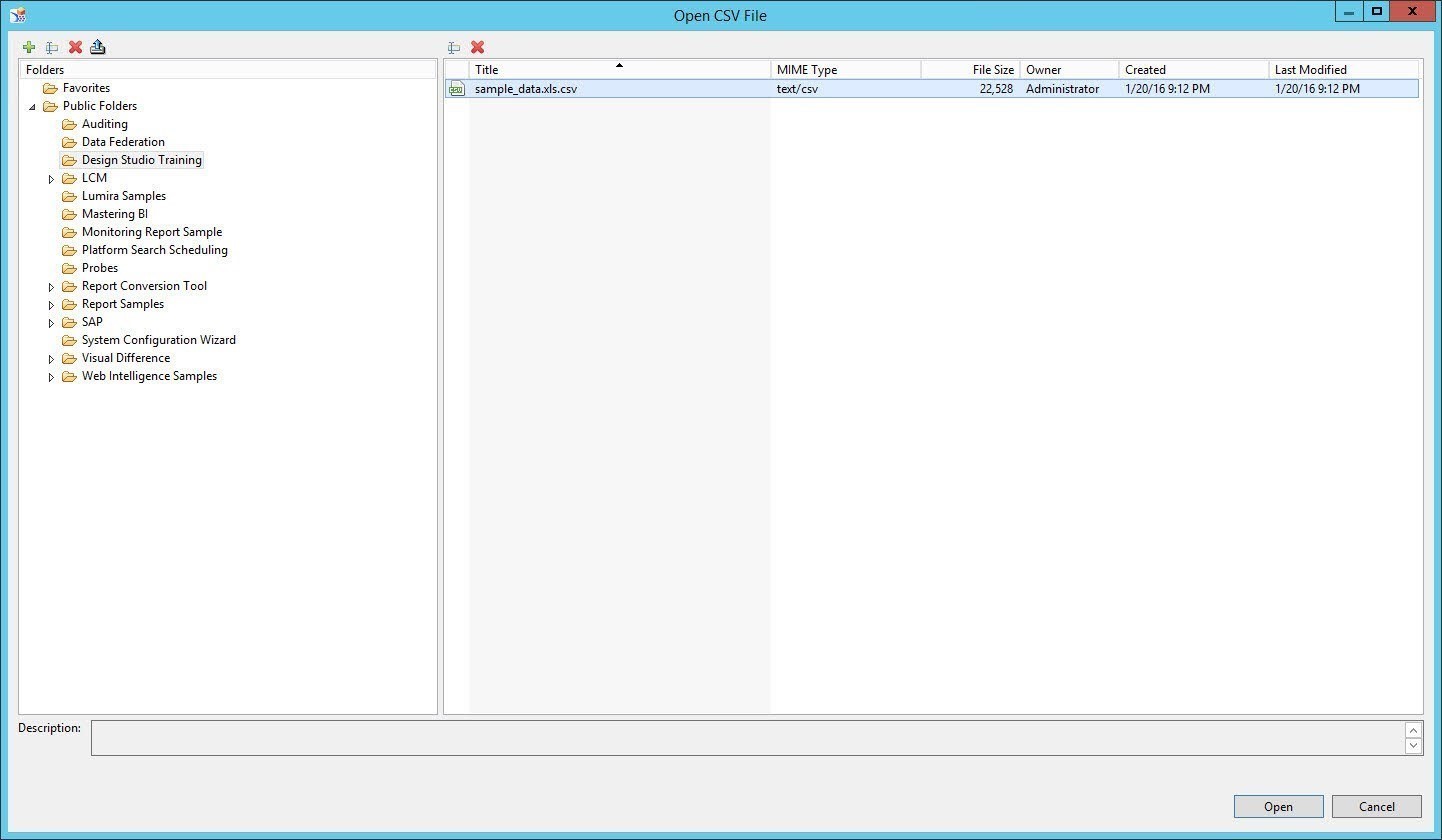 Open CSV File
Folders
Favorites
Public Folders
Auditing
Data Federation
Design Studio Training
LCM
Lumira Samples
Mastering BI
Monitoring Report Sample
Platform Search Scheduling
Probes
Report Conversion Tool
Report Samples
SAP
System Configuration Wizard
Visual Difference
Web Intelligence Samples
Title MIME Type File Size Owner Created Last Modified
sample_data.xls.csv text/csv 22,528 Administrator 1/20/16 9:12 PM 1/20/16 9:12 PM
Description:
Open Cancel